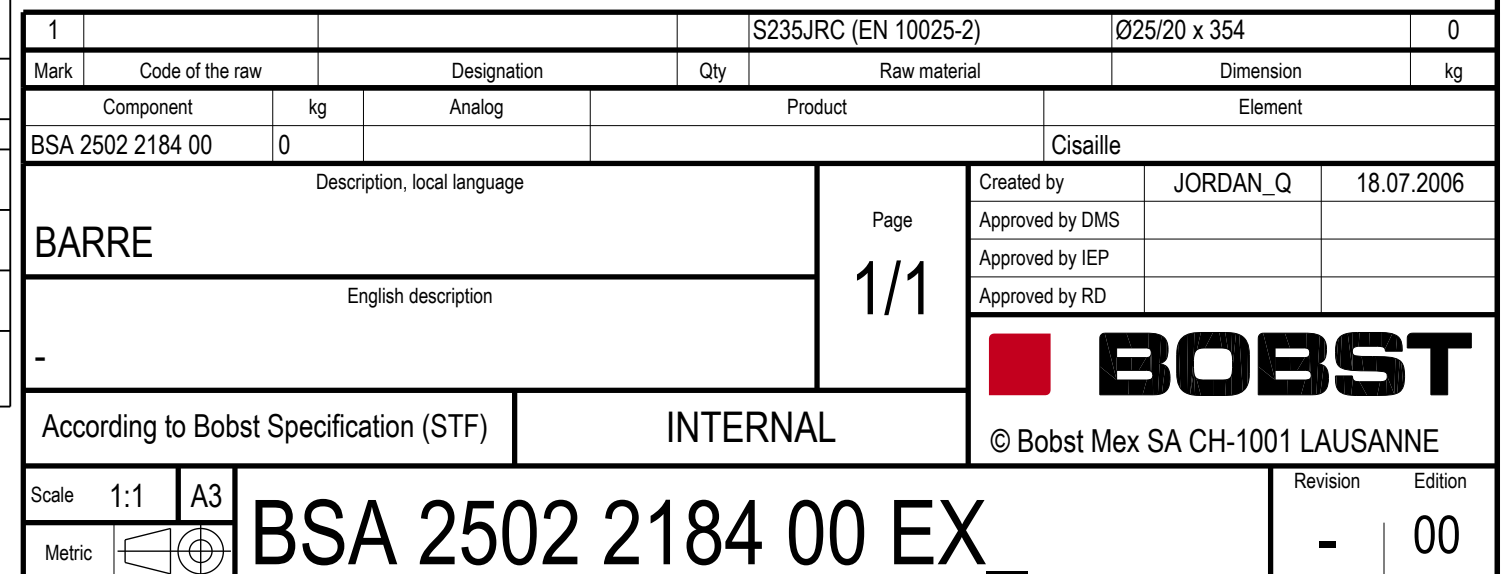 1 S235JRC (EN 10025-2) Ø25/20 x 354 0
Mark Code of the raw Designation Qty Raw material Dimension kg
Component kg Analog Product Element
BSA 2502 2184 00 0 Cisaille
Description, local language
BARRE
English description
-
Page
1/1
Created by JORDAN_Q 18.07.2006
Approved by DMS
Approved by IEP
Approved by RD
BOBST
© Bobst Mex SA CH-1001 LAUSANNE
According to Bobst Specification (STF)
INTERNAL
Scale 1:1 A3
Metric
BSA 2502 2184 00 EX_
Revision Edition
- 00